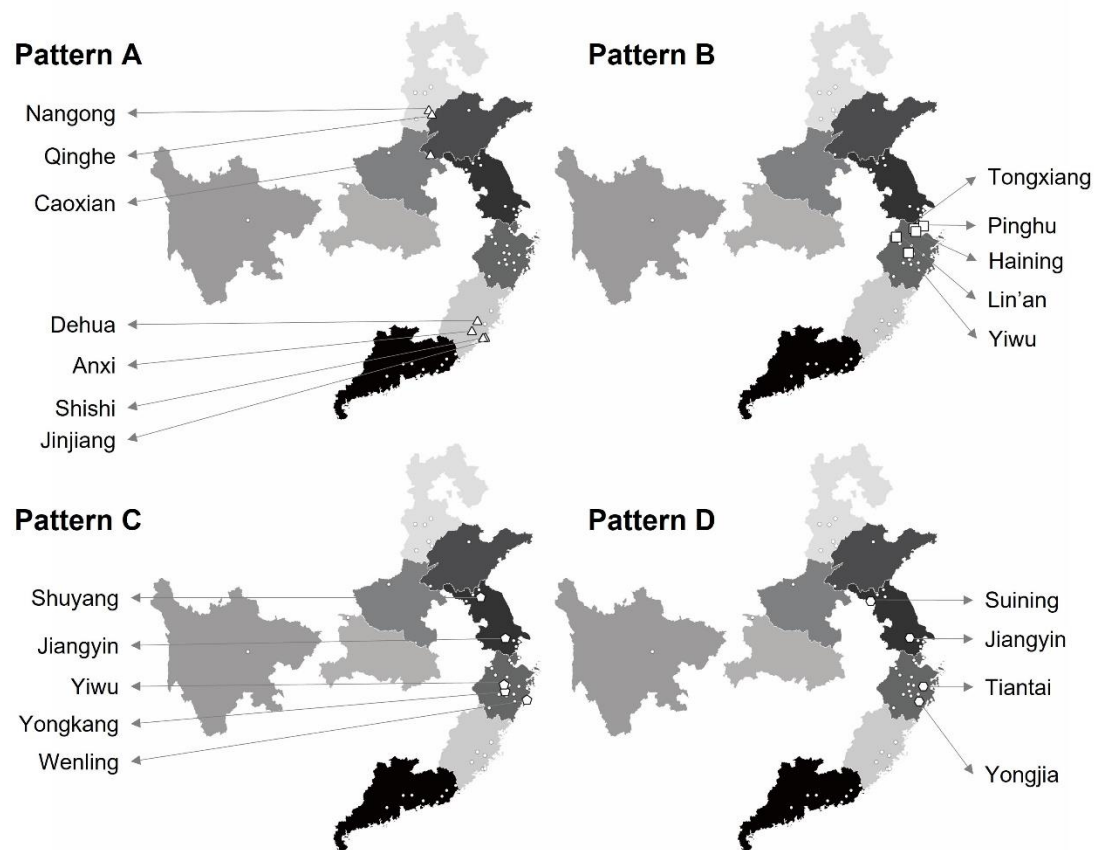 Pattern A
Nangong
Qinghe
Caoxian
Dehua
Anxi
Shishi
Jinjiang
Pattern B
Tongxiang
Pinghu
Haining
Lin’an
Yiwu
Pattern C
Shuyang
Jiangyin
Yiwu
Yongkang
Wenling
Pattern D
Suining
Jiangyin
Tiantai
Yongjia